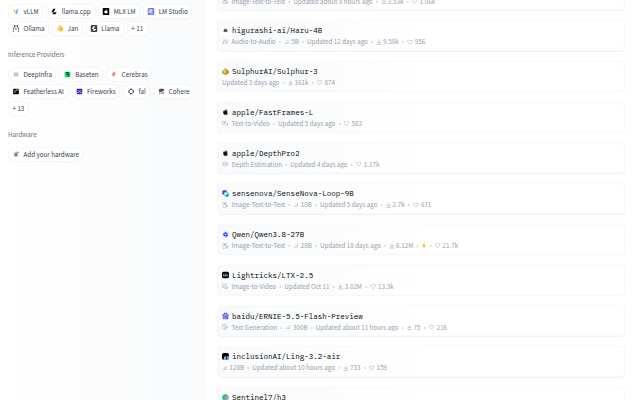 vLLM llama.cpp MLX LM LM Studio
Ollama Jan Llama +11
Inference Providers
DeepInfra Baseten Cerebras
Featherless AI Fireworks fal Cohere
+13
Hardware
Add your hardware
higurashi-ai/Haru-4B
Audio-to-Audio • 5B • Updated 12 days ago • 9.59k • 956
SulphurAI/Sulphur-3
Updated 3 days ago • 161k • 874
apple/FastFrames-L
Text-to-Video • Updated 5 days ago • 563
apple/DepthPro2
Depth Estimation • Updated 4 days ago • 1.17k
sensenova/SenseNova-Loop-9B
Image-Text-to-Text • 10B • Updated 5 days ago • 2.7k • 671
Qwen/Qwen3.8-27B
Image-Text-to-Text • 28B • Updated 18 days ago • 6.12M • 21.7k
Lightricks/LTX-2.5
Image-to-Video • Updated Oct 11 • 3.02M • 13.3k
baidu/ERNIE-5.5-Flash-Preview
Text Generation • 300B • Updated about 11 hours ago • 75 • 216
inclusionAI/Ling-3.2-air
128B • Updated about 10 hours ago • 733 • 159
Sentinel7/h3